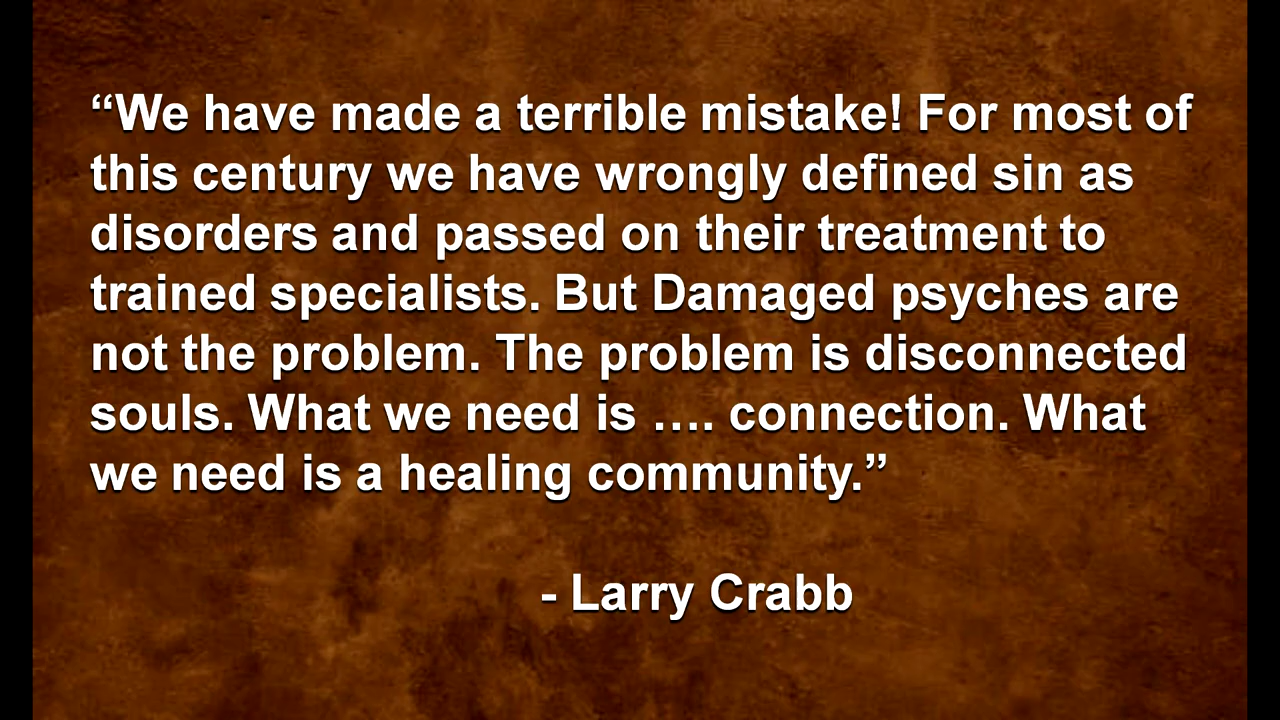 “We have made a terrible mistake! For most of
this century we have wrongly defined sin as
disorders and passed on their treatment to
trained specialists. But Damaged psyches are
not the problem. The problem is disconnected
souls. What we need is …. connection. What
we need is a healing community.”
- Larry Crabb